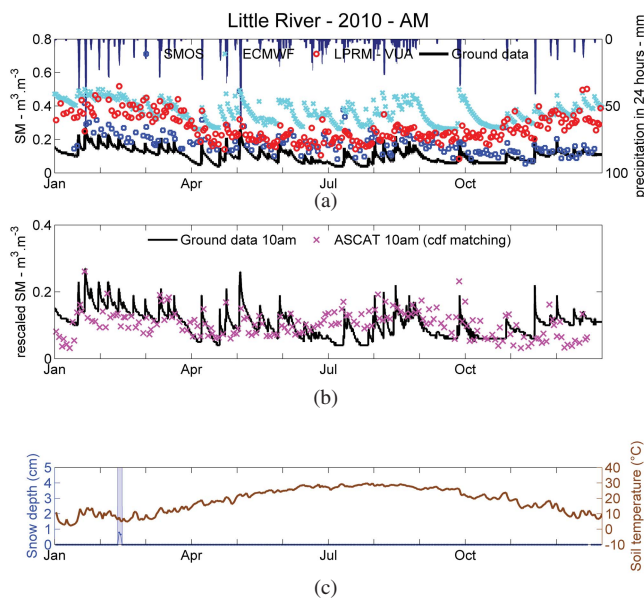 Little River - 2010 - AM
0.8
0.6
0.4
0.2
0
SM - m³.m⁻³
SMOS ECMWF LPRM - VUA Ground data
0
50
100
precipitation in 24 hours - mm
Jan Apr Jul Oct
(a)
0.4
0.2
0
rescaled SM - m³.m⁻³
Ground data 10am ASCAT 10am (cdf matching)
Jan Apr Jul Oct
(b)
5
4
3
2
1
0
Snow depth (cm)
40
30
20
10
0
-10
Soil temperature (°C)
Jan Apr Jul Oct
(c)